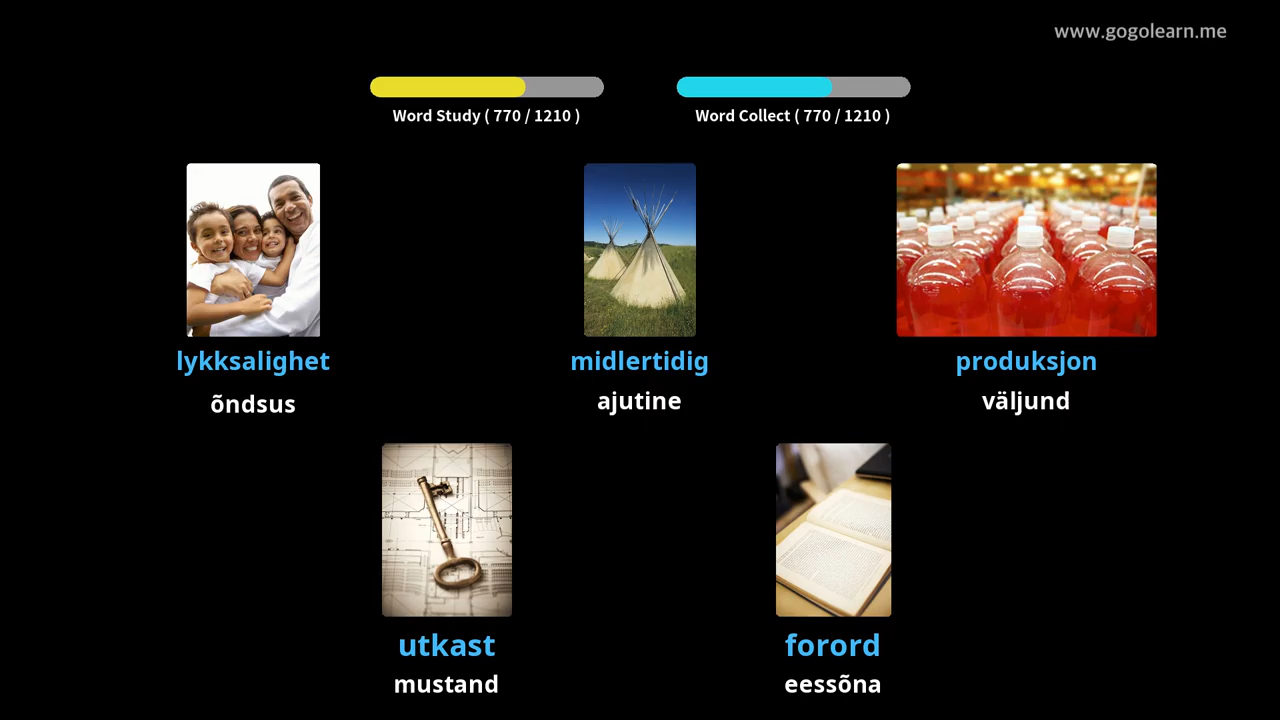 www.gogolearn.me
Word Study ( 770 / 1210 )
Word Collect ( 770 / 1210 )
lykksalighet
õndsus
midlertidig
ajutine
produksjon
väljund
utkast
mustand
forord
eessõna